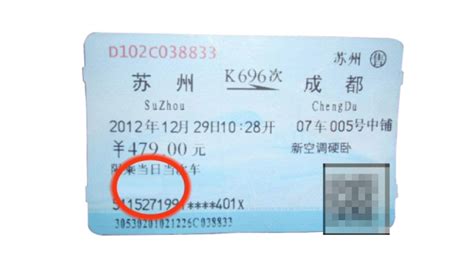 D102C038833 苏州 售
苏州 K696次 成都
SuZhou ChengDu
2012年12月29日10:28开 07车005号中铺
¥479.00元 新空调硬卧
限乘当日当次车
5115271991****401X
30530201021226C038833